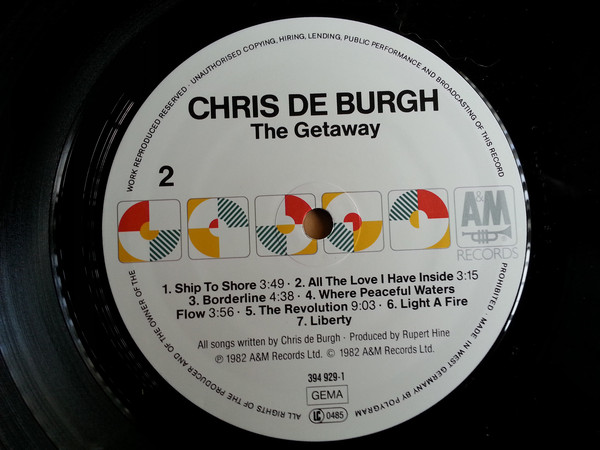 WORK REPRODUCED RESERVED · UNAUTHORISED COPYING, HIRING, LENDING, PUBLIC PERFORMANCE AND BROADCASTING OF THIS RECORD
CHRIS DE BURGH
The Getaway
2
A&M
RECORDS
1. Ship To Shore 3:49 · 2. All The Love I Have Inside 3:15
3. Borderline 4:38 · 4. Where Peaceful Waters
Flow 3:56 · 5. The Revolution 9:03 · 6. Light A Fire
7. Liberty
All songs written by Chris de Burgh · Produced by Rupert Hine
℗ 1982 A&M Records Ltd. © 1982 A&M Records Ltd.
394 929-1
GEMA
LC 0485
PROHIBITED · MADE IN WEST GERMANY BY POLYGRAM
ALL RIGHTS OF THE PRODUCER AND OF THE OWNER OF THE